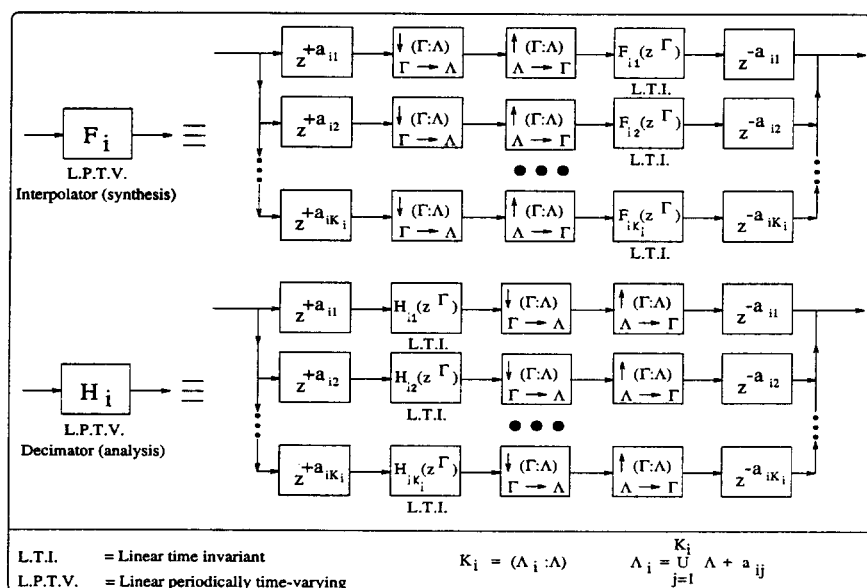 z^{+a_{i1}} ↓ (Γ:Λ) Γ → Λ ↑ (Γ:Λ) Λ → Γ F_{i1}(z^Γ) z^{-a_{i1}}
L.T.I.
z^{+a_{i2}} ↓ (Γ:Λ) Γ → Λ ↑ (Γ:Λ) Λ → Γ F_{i2}(z^Γ) z^{-a_{i2}}
L.T.I.
F_i ≡
L.P.T.V.
Interpolator (synthesis)
z^{+a_{iK_i}} ↓ (Γ:Λ) Γ → Λ ↑ (Γ:Λ) Λ → Γ F_{iK_i}(z^Γ) z^{-a_{iK_i}}
L.T.I.
z^{+a_{i1}} H_{i1}(z^Γ) ↓ (Γ:Λ) Γ → Λ ↑ (Γ:Λ) Λ → Γ z^{-a_{i1}}
L.T.I.
z^{+a_{i2}} H_{i2}(z^Γ) ↓ (Γ:Λ) Γ → Λ ↑ (Γ:Λ) Λ → Γ z^{-a_{i2}}
L.T.I.
H_i ≡
L.P.T.V.
Decimator (analysis)
z^{+a_{iK_i}} H_{iK_i}(z^Γ) ↓ (Γ:Λ) Γ → Λ ↑ (Γ:Λ) Λ → Γ z^{-a_{iK_i}}
L.T.I.
L.T.I. = Linear time invariant K_i = (Λ_i :Λ) Λ_i = ∪_{j=1}^{K_i} Λ + a_{ij}
L.P.T.V. = Linear periodically time-varying